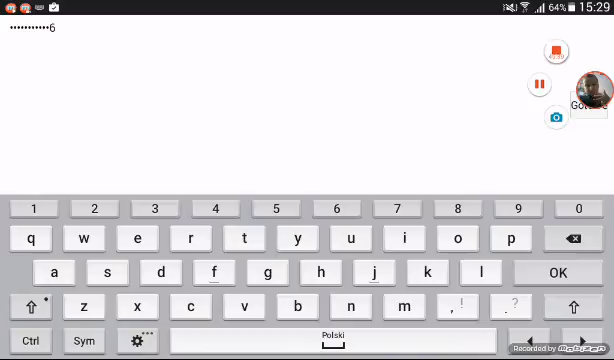 64% 15:29
•••••••••••6
1 2 3 4 5 6 7 8 9 0
q w e r t y u i o p
a s d f g h j k l OK
z x c v b n m , ! . ?
Ctrl Sym Polski
Recorded by mobizen